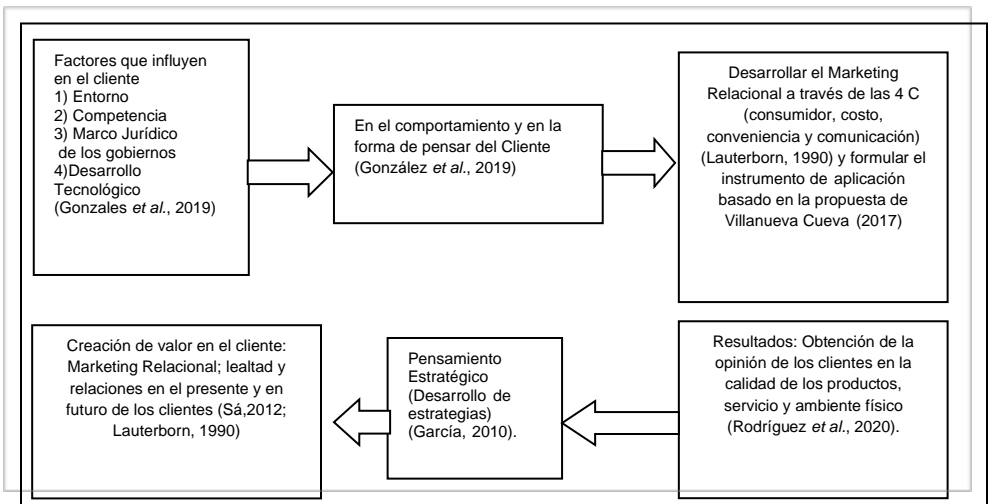 Factores que influyen
en el cliente
1) Entorno
2) Competencia
3) Marco Jurídico
de los gobiernos
4)Desarrollo
Tecnológico
(Gonzales et al., 2019)
En el comportamiento y en la
forma de pensar del Cliente
(González et al., 2019)
Desarrollar el Marketing
Relacional a través de las 4 C
(consumidor, costo,
conveniencia y comunicación)
(Lauterborn, 1990) y formular el
instrumento de aplicación
basado en la propuesta de
Villanueva Cueva (2017)
Creación de valor en el cliente:
Marketing Relacional; lealtad y
relaciones en el presente y en
futuro de los clientes (Sá,2012;
Lauterborn, 1990)
Pensamiento
Estratégico
(Desarrollo de
estrategias)
(García, 2010).
Resultados: Obtención de la
opinión de los clientes en la
calidad de los productos,
servicio y ambiente físico
(Rodríguez et al., 2020).